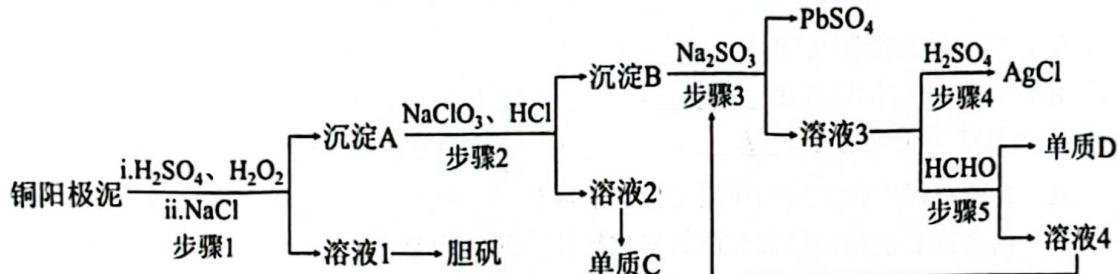 铜阳极泥
i.H₂SO₄、H₂O₂
ii.NaCl
步骤1
沉淀A
溶液1
胆矾
NaClO₃、HCl
步骤2
沉淀B
溶液2
单质C
Na₂SO₃
步骤3
PbSO₄
溶液3
H₂SO₄
步骤4
AgCl
HCHO
步骤5
单质D
溶液4